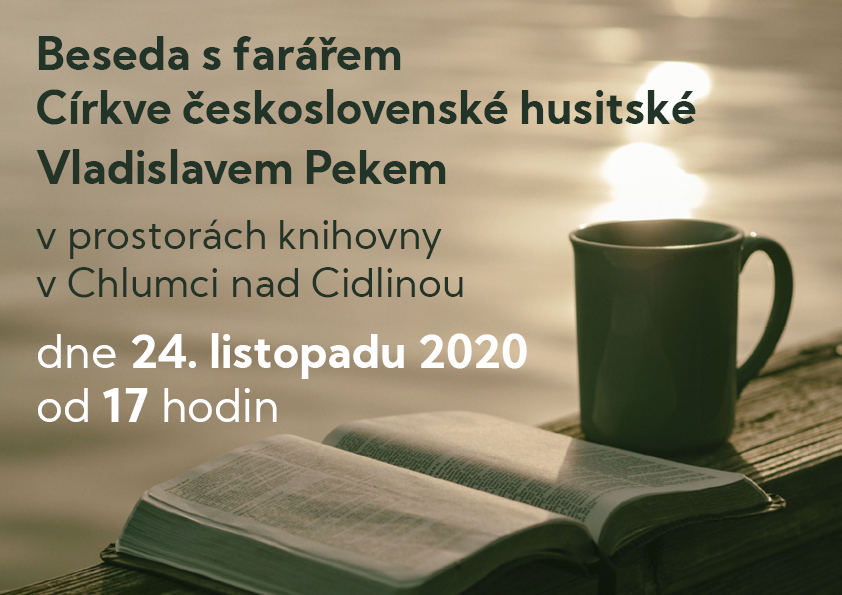 Beseda s farářem
Církve československé husitské
Vladislavem Pekem
v prostorách knihovny
v Chlumci nad Cidlinou
dne 24. listopadu 2020
od 17 hodin